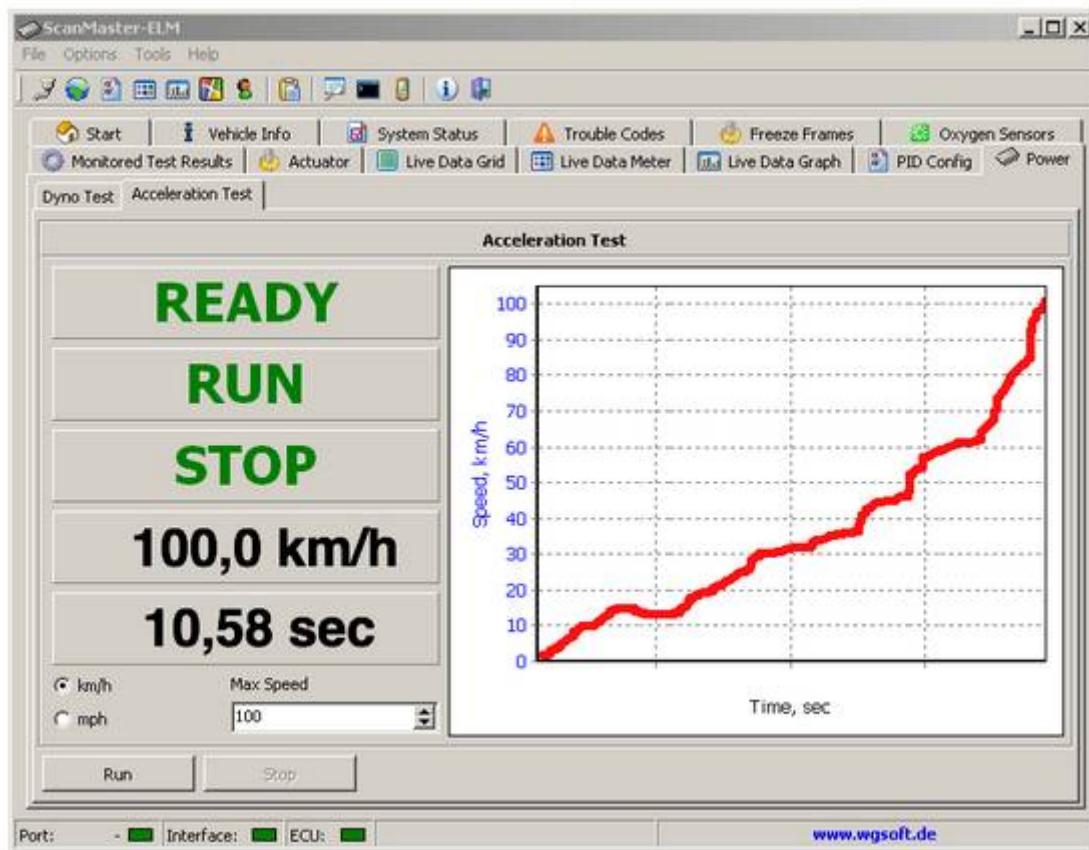 ScanMaster-ELM
File Options Tools Help
Start Vehicle Info System Status Trouble Codes Freeze Frames Oxygen Sensors
Monitored Test Results Actuator Live Data Grid Live Data Meter Live Data Graph PID Config Power
Dyno Test Acceleration Test
Acceleration Test
READY
RUN
STOP
100,0 km/h
10,58 sec
km/h
mph
Max Speed
100
Speed, km/h
100
90
80
70
60
50
40
30
20
10
0
Time, sec
Run Stop
Port: - Interface: ECU: www.wgsoft.de